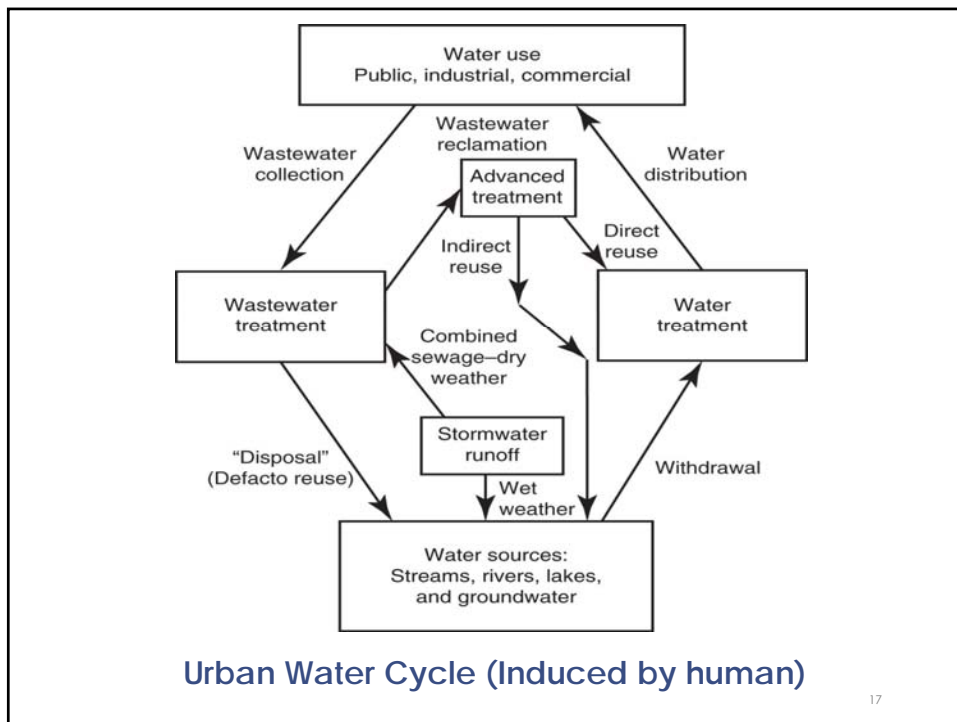 Water use
Public, industrial, commercial
Wastewater
reclamation
Wastewater
collection
Water
distribution
Advanced
treatment
Indirect
reuse
Direct
reuse
Wastewater
treatment
Water
treatment
Combined
sewage–dry
weather
Stormwater
runoff
"Disposal"
(Defacto reuse)
Withdrawal
Wet
weather
Water sources:
Streams, rivers, lakes,
and groundwater
Urban Water Cycle (Induced by human)
17